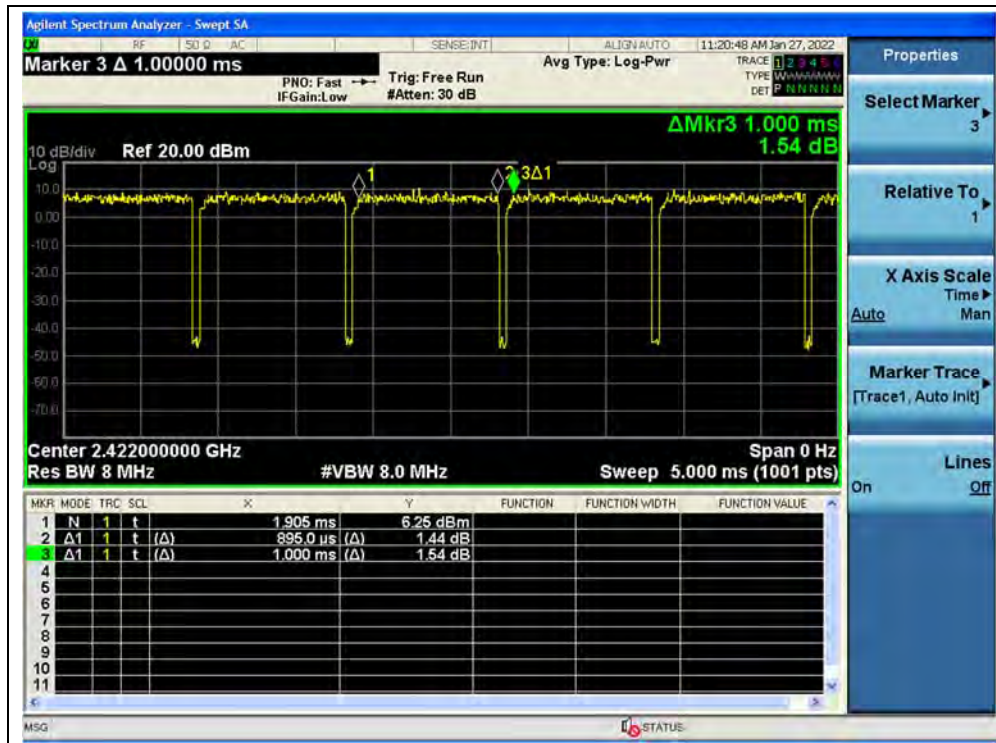 Agilent Spectrum Analyzer - Swept SA
RF 50 Ω AC SENSE:INT ALIGN AUTO 11:20:48 AM Jan 27, 2022
Marker 3 Δ 1.00000 ms
PNO: Fast
IFGain:Low
Trig: Free Run
#Atten: 30 dB
Avg Type: Log-Pwr
TRACE 1 2 3 4 5 6
TYPE WWWWWW
DET P N N N N N
ΔMkr3 1.000 ms
1.54 dB
10 dB/div Ref 20.00 dBm
Log
1
2 3Δ1
10.0
0.00
-10.0
-20.0
-30.0
-40.0
-50.0
-60.0
-70.0
Center 2.422000000 GHz Span 0 Hz
Res BW 8 MHz #VBW 8.0 MHz Sweep 5.000 ms (1001 pts)
MKR MODE TRC SCL X Y FUNCTION FUNCTION WIDTH FUNCTION VALUE
1 N 1 t 1.905 ms 6.25 dBm
2 Δ1 1 t (Δ) 895.0 µs (Δ) 1.44 dB
3 Δ1 1 t (Δ) 1.000 ms (Δ) 1.54 dB
4
5
6
7
8
9
10
11
MSG STATUS
Properties
Select Marker
3
Relative To
1
X Axis Scale
Time
Auto Man
Marker Trace
[Trace1, Auto Init]
Lines
On Off